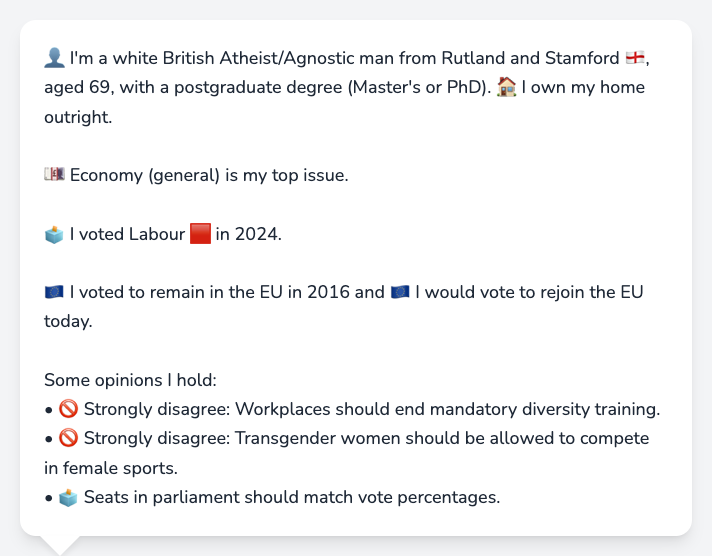 👤 I'm a white British Atheist/Agnostic man from Rutland and Stamford 🏴󠁧󠁢󠁥󠁮󠁧󠁿,
aged 69, with a postgraduate degree (Master's or PhD). 🏠 I own my home
outright.
💷 Economy (general) is my top issue.
🗳️ I voted Labour 🟥 in 2024.
🇪🇺 I voted to remain in the EU in 2016 and 🇪🇺 I would vote to rejoin the EU
today.
Some opinions I hold:
• 🚫 Strongly disagree: Workplaces should end mandatory diversity training.
• 🚫 Strongly disagree: Transgender women should be allowed to compete
in female sports.
• 🗳️ Seats in parliament should match vote percentages.